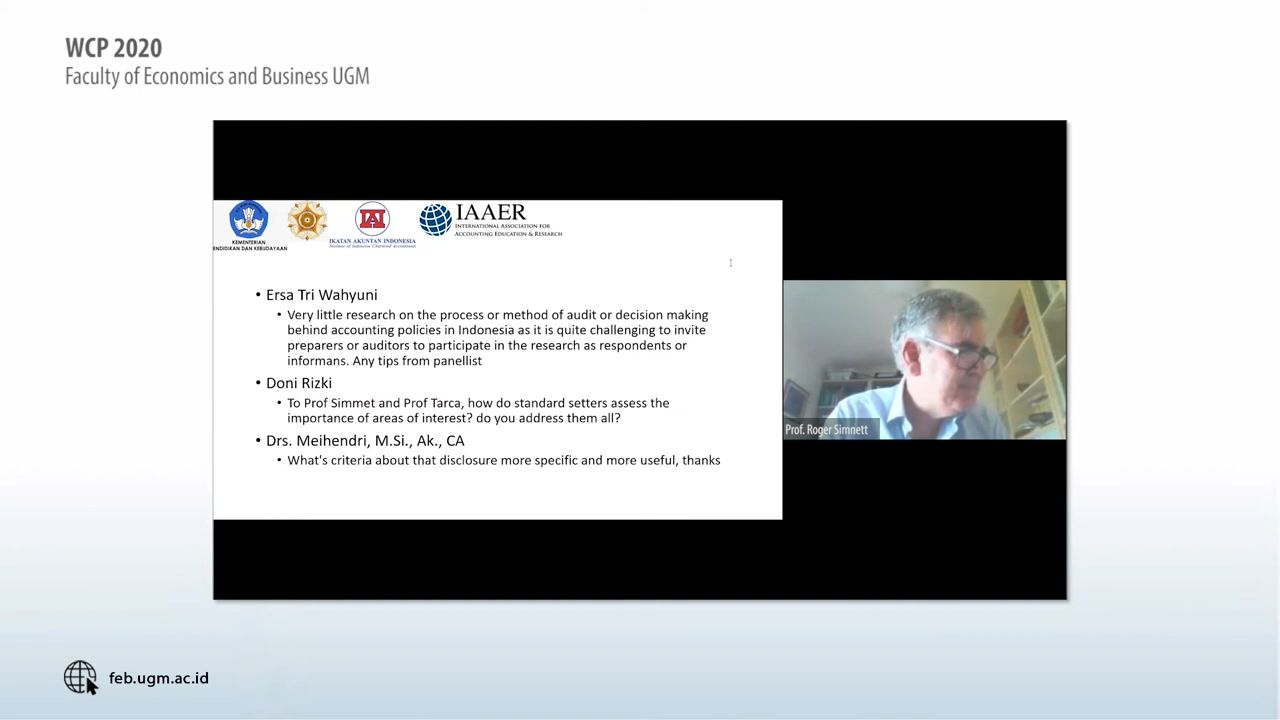 WCP 2020
Faculty of Economics and Business UGM
KEMENTERIAN
ENDIDIKAN DAN KEBUDAYAAN
IAI
IKATAN AKUNTAN INDONESIA
Institute of Indonesia Chartered Accountants
IAAER
INTERNATIONAL ASSOCIATION FOR
ACCOUNTING EDUCATION & RESEARCH
• Ersa Tri Wahyuni
• Very little research on the process or method of audit or decision making
behind accounting policies in Indonesia as it is quite challenging to invite
preparers or auditors to participate in the research as respondents or
informans. Any tips from panellist
• Doni Rizki
• To Prof Simmet and Prof Tarca, how do standard setters assess the
importance of areas of interest? do you address them all?
• Drs. Meihendri, M.Si., Ak., CA
• What's criteria about that disclosure more specific and more useful, thanks
Prof. Roger Simnett
feb.ugm.ac.id